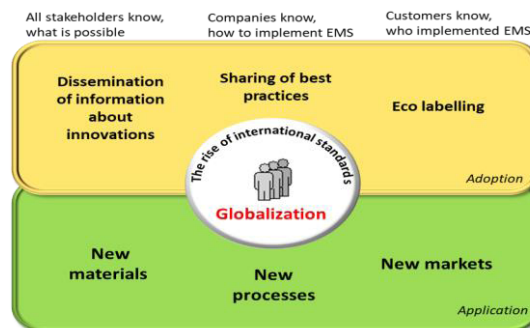 All stakeholders know,
what is possible
Companies know,
how to implement EMS
Customers know,
who implemented EMS
Dissemination
of information
about
innovations
Sharing of best
practices
Eco labelling
Adoption
The rise of international standards
Globalization
New
materials
New
processes
New markets
Application